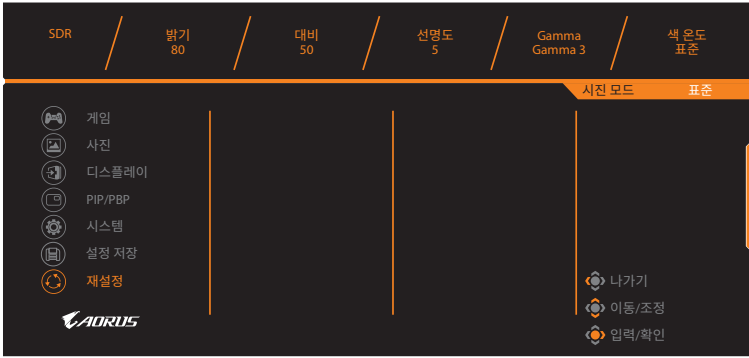 SDR
밝기
80
대비
50
선명도
5
Gamma
Gamma 3
색 온도
표준
시진 모드
표준
게임
사진
디스플레이
PIP/PBP
시스템
설정 저장
재설정
나가기
이동/조정
입력/확인
AORUS